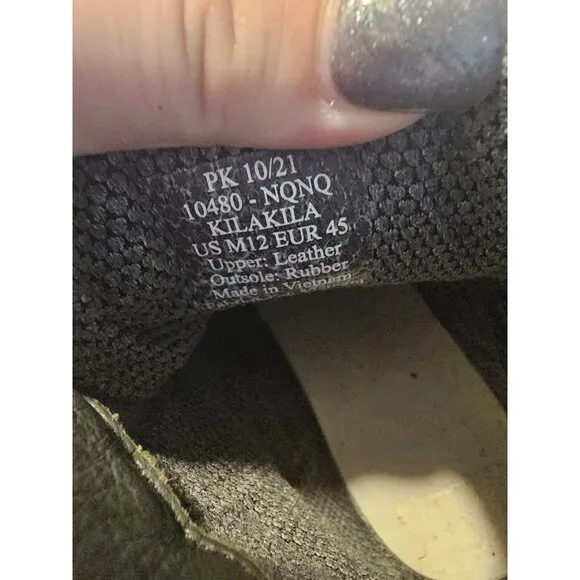 PK 10/21
10480 - NQNQ
KILAKILA
US M12 EUR 45
Upper: Leather
Outsole: Rubber
Made in Vietnam